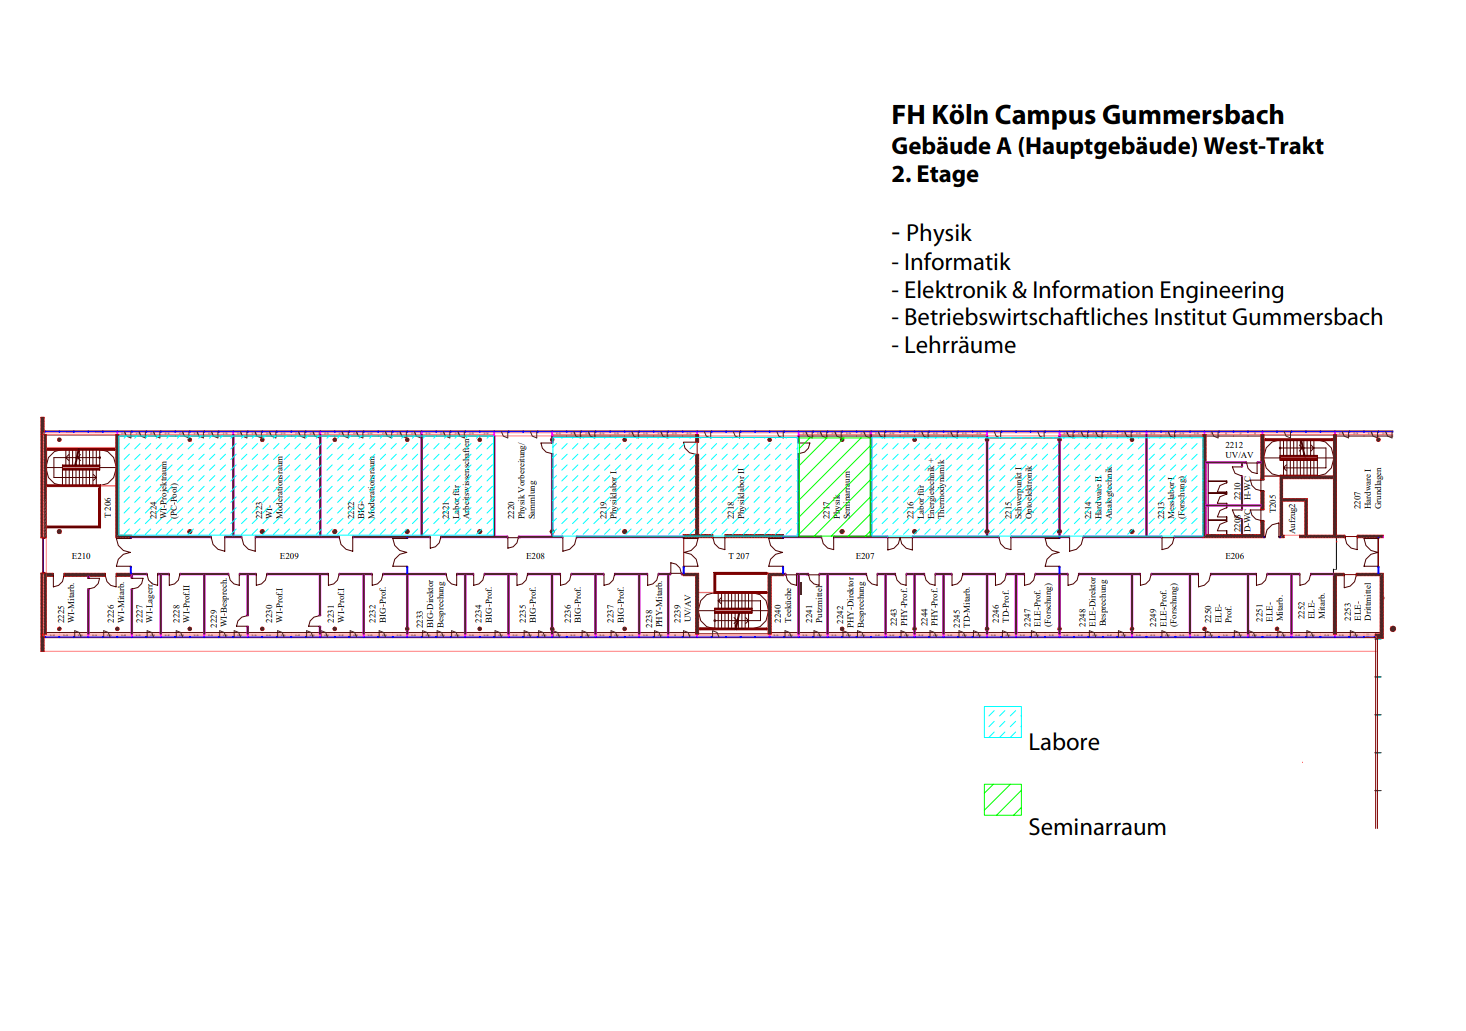 FH Köln Campus Gummersbach
Gebäude A (Hauptgebäude) West-Trakt
2. Etage
- Physik
- Informatik
- Elektronik & Information Engineering
- Betriebswirtschaftliches Institut Gummersbach
- Lehrräume
T 206
2224
WI-Projektraum
(PC-Pool)
2223
WI-
Moderationsraum
2222
BIG-
Moderationsraum
2221
Labor für
Arbeitswissenschaften
2220
Physik Vorbereitung/
Sammlung
2219
Physiklabor I
2218
Physiklabor II
2217
Physik
Seminarraum
2216
Labor für
Energietechnik +
Thermodynamik
2215
Schwerpunkt I
Optoelektronik
2214
Hardware II
Analogtechnik
2213
Messlabor I
(Forschung)
2212
UV/AV
2210
H-WC
D-WC
T205
Aufzug2
2207
Hardware I
Grundlagen
E210
E209
E208
T 207
E207
E206
2225
WI-Mitarb.
2226
WI-Mitarb.
2227
WI-Lager
2228
WI-Prof.II
2229
WI-Besprech.
2230
WI-Prof.I
2231
WI-Prof.I
2232
BIG-Prof.
2233
BIG-Direktor
Besprechung
2234
BIG-Prof.
2235
BIG-Prof.
2236
BIG-Prof.
2237
BIG-Prof.
2238
PHY-Mitarb.
2239
UV/AV
2240
Teeküche
2241
Putzmittel
2242
PHY-Direktor
Besprechung
2243
PHY-Prof.
2244
PHY-Prof.
2245
TD-Mitarb.
2246
TD-Prof.
2247
ELE-Prof.
(Forschung)
2248
ELE-Direktor
Besprechung
2249
ELE-Prof.
(Forschung)
2250
ELE-
Prof.
2251
ELE-
Mitarb.
2252
ELE-
Mitarb.
2253
ELE-
Drittmittel
Labore
Seminarraum